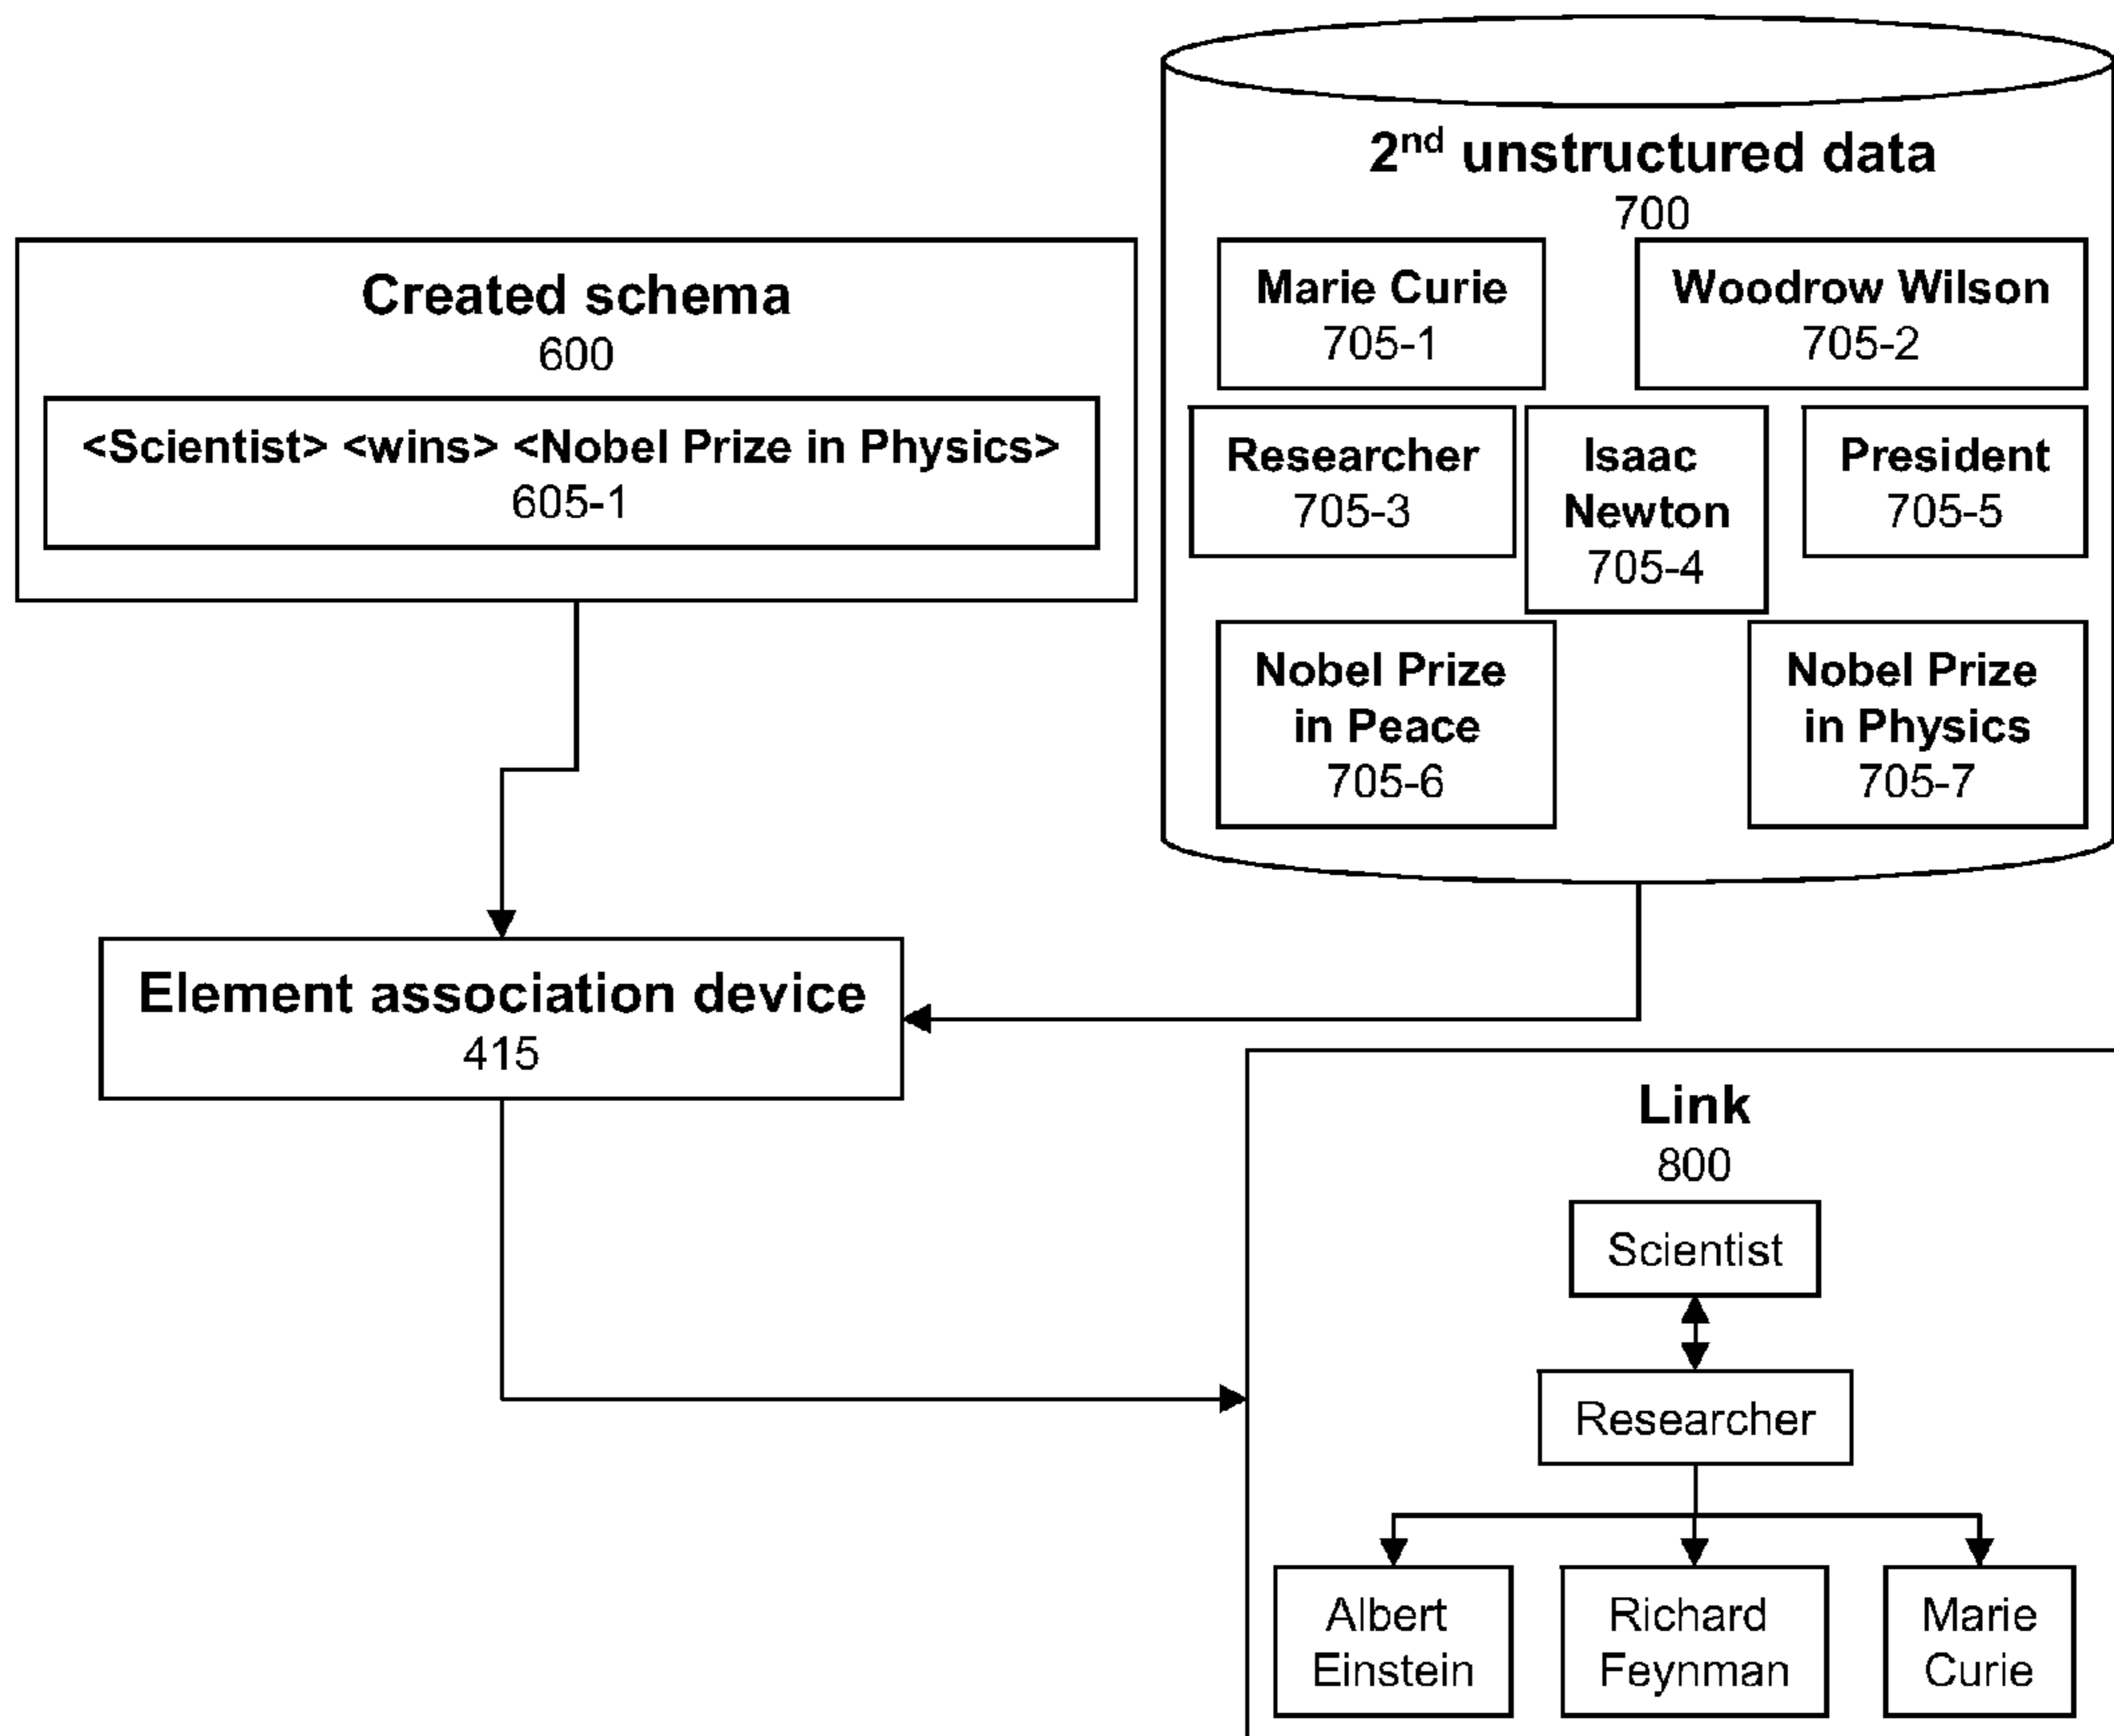 2nd unstructured data
700
Marie Curie
705-1
Woodrow Wilson
705-2
Researcher
705-3
Isaac
Newton
705-4
President
705-5
Nobel Prize
in Peace
705-6
Nobel Prize
in Physics
705-7
Created schema
600
<Scientist> <wins> <Nobel Prize in Physics>
605-1
Element association device
415
Link
800
Scientist
Researcher
Albert
Einstein
Richard
Feynman
Marie
Curie